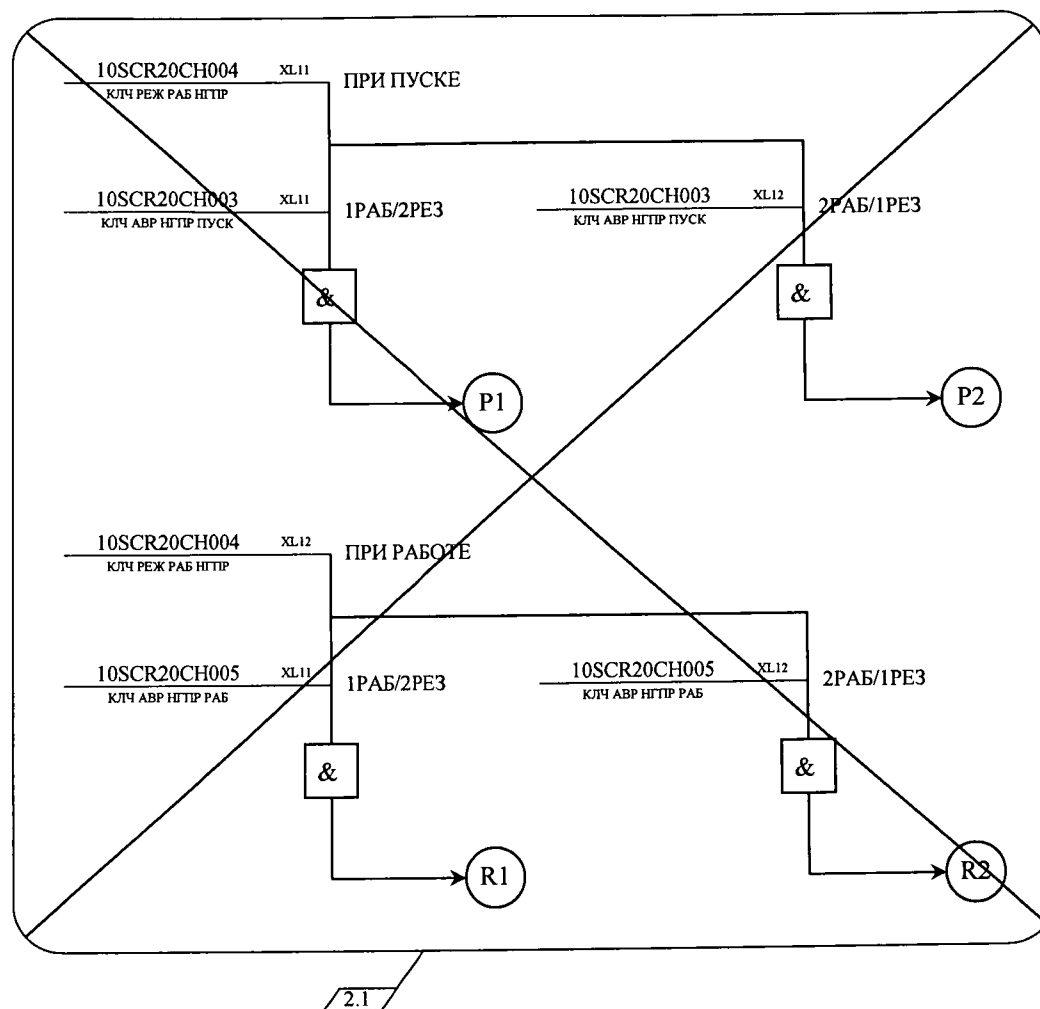 10SCR20CH004 XL11 ПРИ ПУСКЕ
КЛЧ РЕЖ РАБ НГПР
10SCR20CH003 XL11 1РАБ/2РЕЗ
КЛЧ АВР НГПР ПУСК
10SCR20CH003 XL12 2РАБ/1РЕЗ
КЛЧ АВР НГПР ПУСК
&
&
P1
P2
10SCR20CH004 XL12 ПРИ РАБОТЕ
КЛЧ РЕЖ РАБ НГПР
10SCR20CH005 XL11 1РАБ/2РЕЗ
КЛЧ АВР НГПР РАБ
10SCR20CH005 XL12 2РАБ/1РЕЗ
КЛЧ АВР НГПР РАБ
&
&
R1
R2
2.1